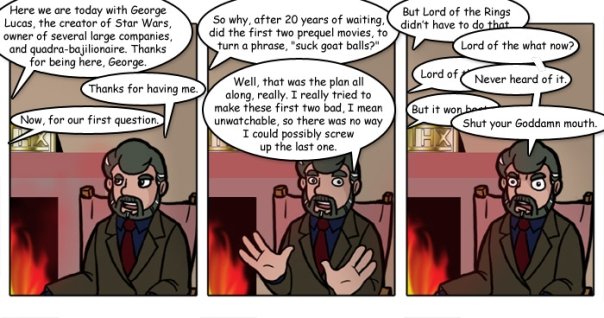 Here we are today with George
Lucas, the creator of Star Wars,
owner of several large companies,
and quadra-bajilionaire. Thanks
for being here, George.
Thanks for having me.
Now, for our first question.
HX
So why, after 20 years of waiting,
did the first two prequel movies, to
turn a phrase, "suck goat balls?"
Well, that was the plan all
along, really. I really tried to
make these first two bad, I mean
unwatchable, so there was no way
I could possibly screw
up the last one.
But Lord of the Rings
didn't have to do that
Lord of the what now?
Lord of
Never heard of it.
But it won
Shut your Goddamn mouth.
HX